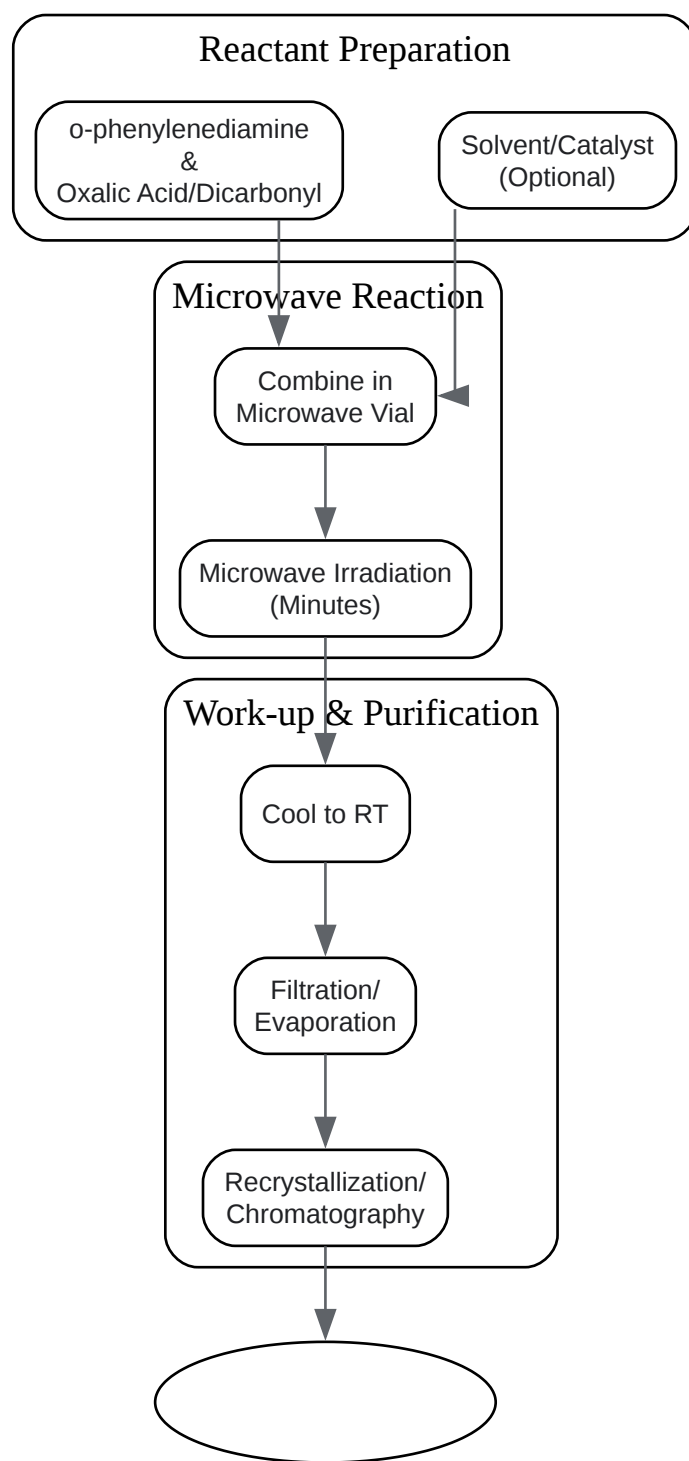 Reactant Preparation
o-phenylenediamine
&
Oxalic Acid/Dicarbonyl
Solvent/Catalyst
(Optional)
Microwave Reaction
Combine in
Microwave Vial
Microwave Irradiation
(Minutes)
Work-up & Purification
Cool to RT
Filtration/
Evaporation
Recrystallization/
Chromatography